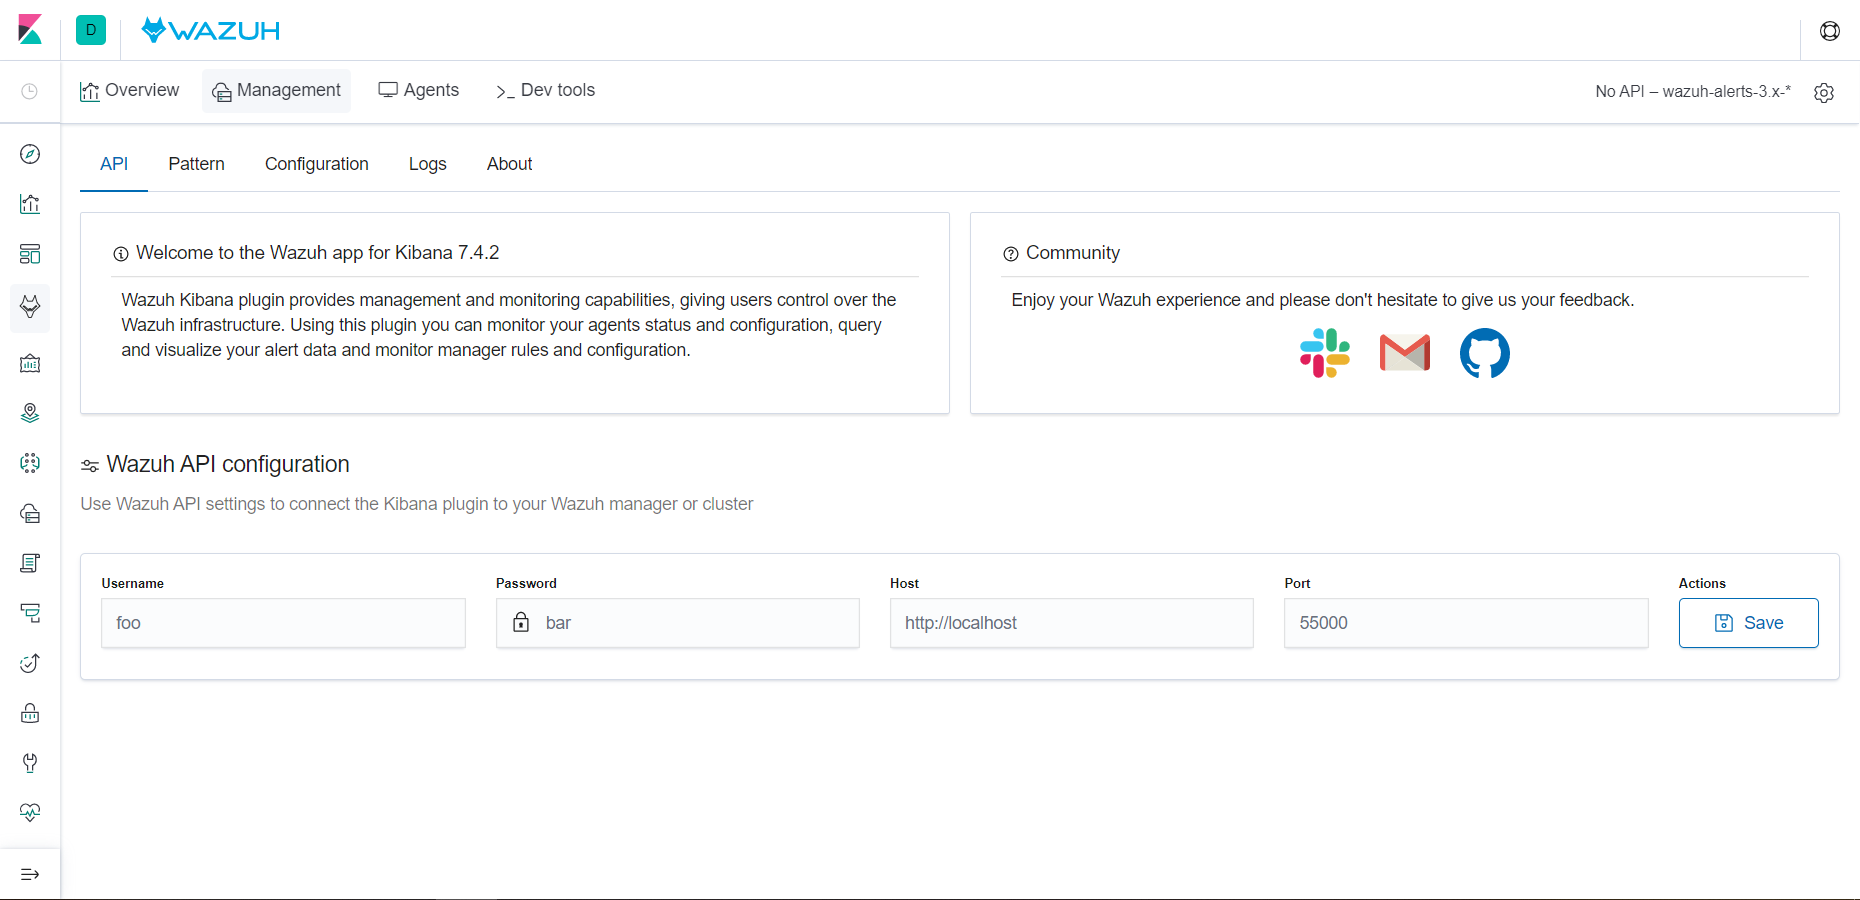 D
WAZUH
Overview
Management
Agents
>_ Dev tools
No API – wazuh-alerts-3.x-*
API
Pattern
Configuration
Logs
About
Welcome to the Wazuh app for Kibana 7.4.2
Wazuh Kibana plugin provides management and monitoring capabilities, giving users control over the
Wazuh infrastructure. Using this plugin you can monitor your agents status and configuration, query
and visualize your alert data and monitor manager rules and configuration.
Community
Enjoy your Wazuh experience and please don't hesitate to give us your feedback.
Wazuh API configuration
Use Wazuh API settings to connect the Kibana plugin to your Wazuh manager or cluster
Username
Password
Host
Port
Actions
foo
bar
http://localhost
55000
Save